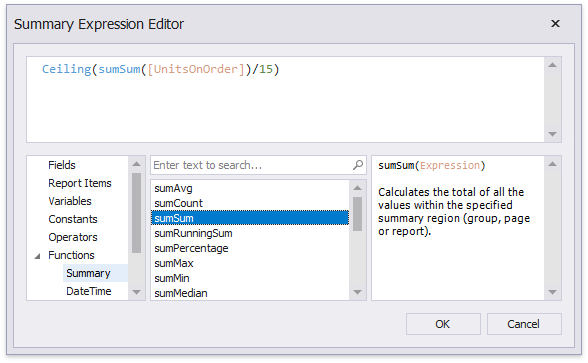 Summary Expression Editor
Ceiling(sumSum([UnitsOnOrder])/15)
Fields
Report Items
Variables
Constants
Operators
Functions
Summary
DateTime
Enter text to search...
sumAvg
sumCount
sumSum
sumRunningSum
sumPercentage
sumMax
sumMin
sumMedian
sumSum(Expression)
Calculates the total of all the
values within the specified
summary region (group, page
or report).
OK
Cancel